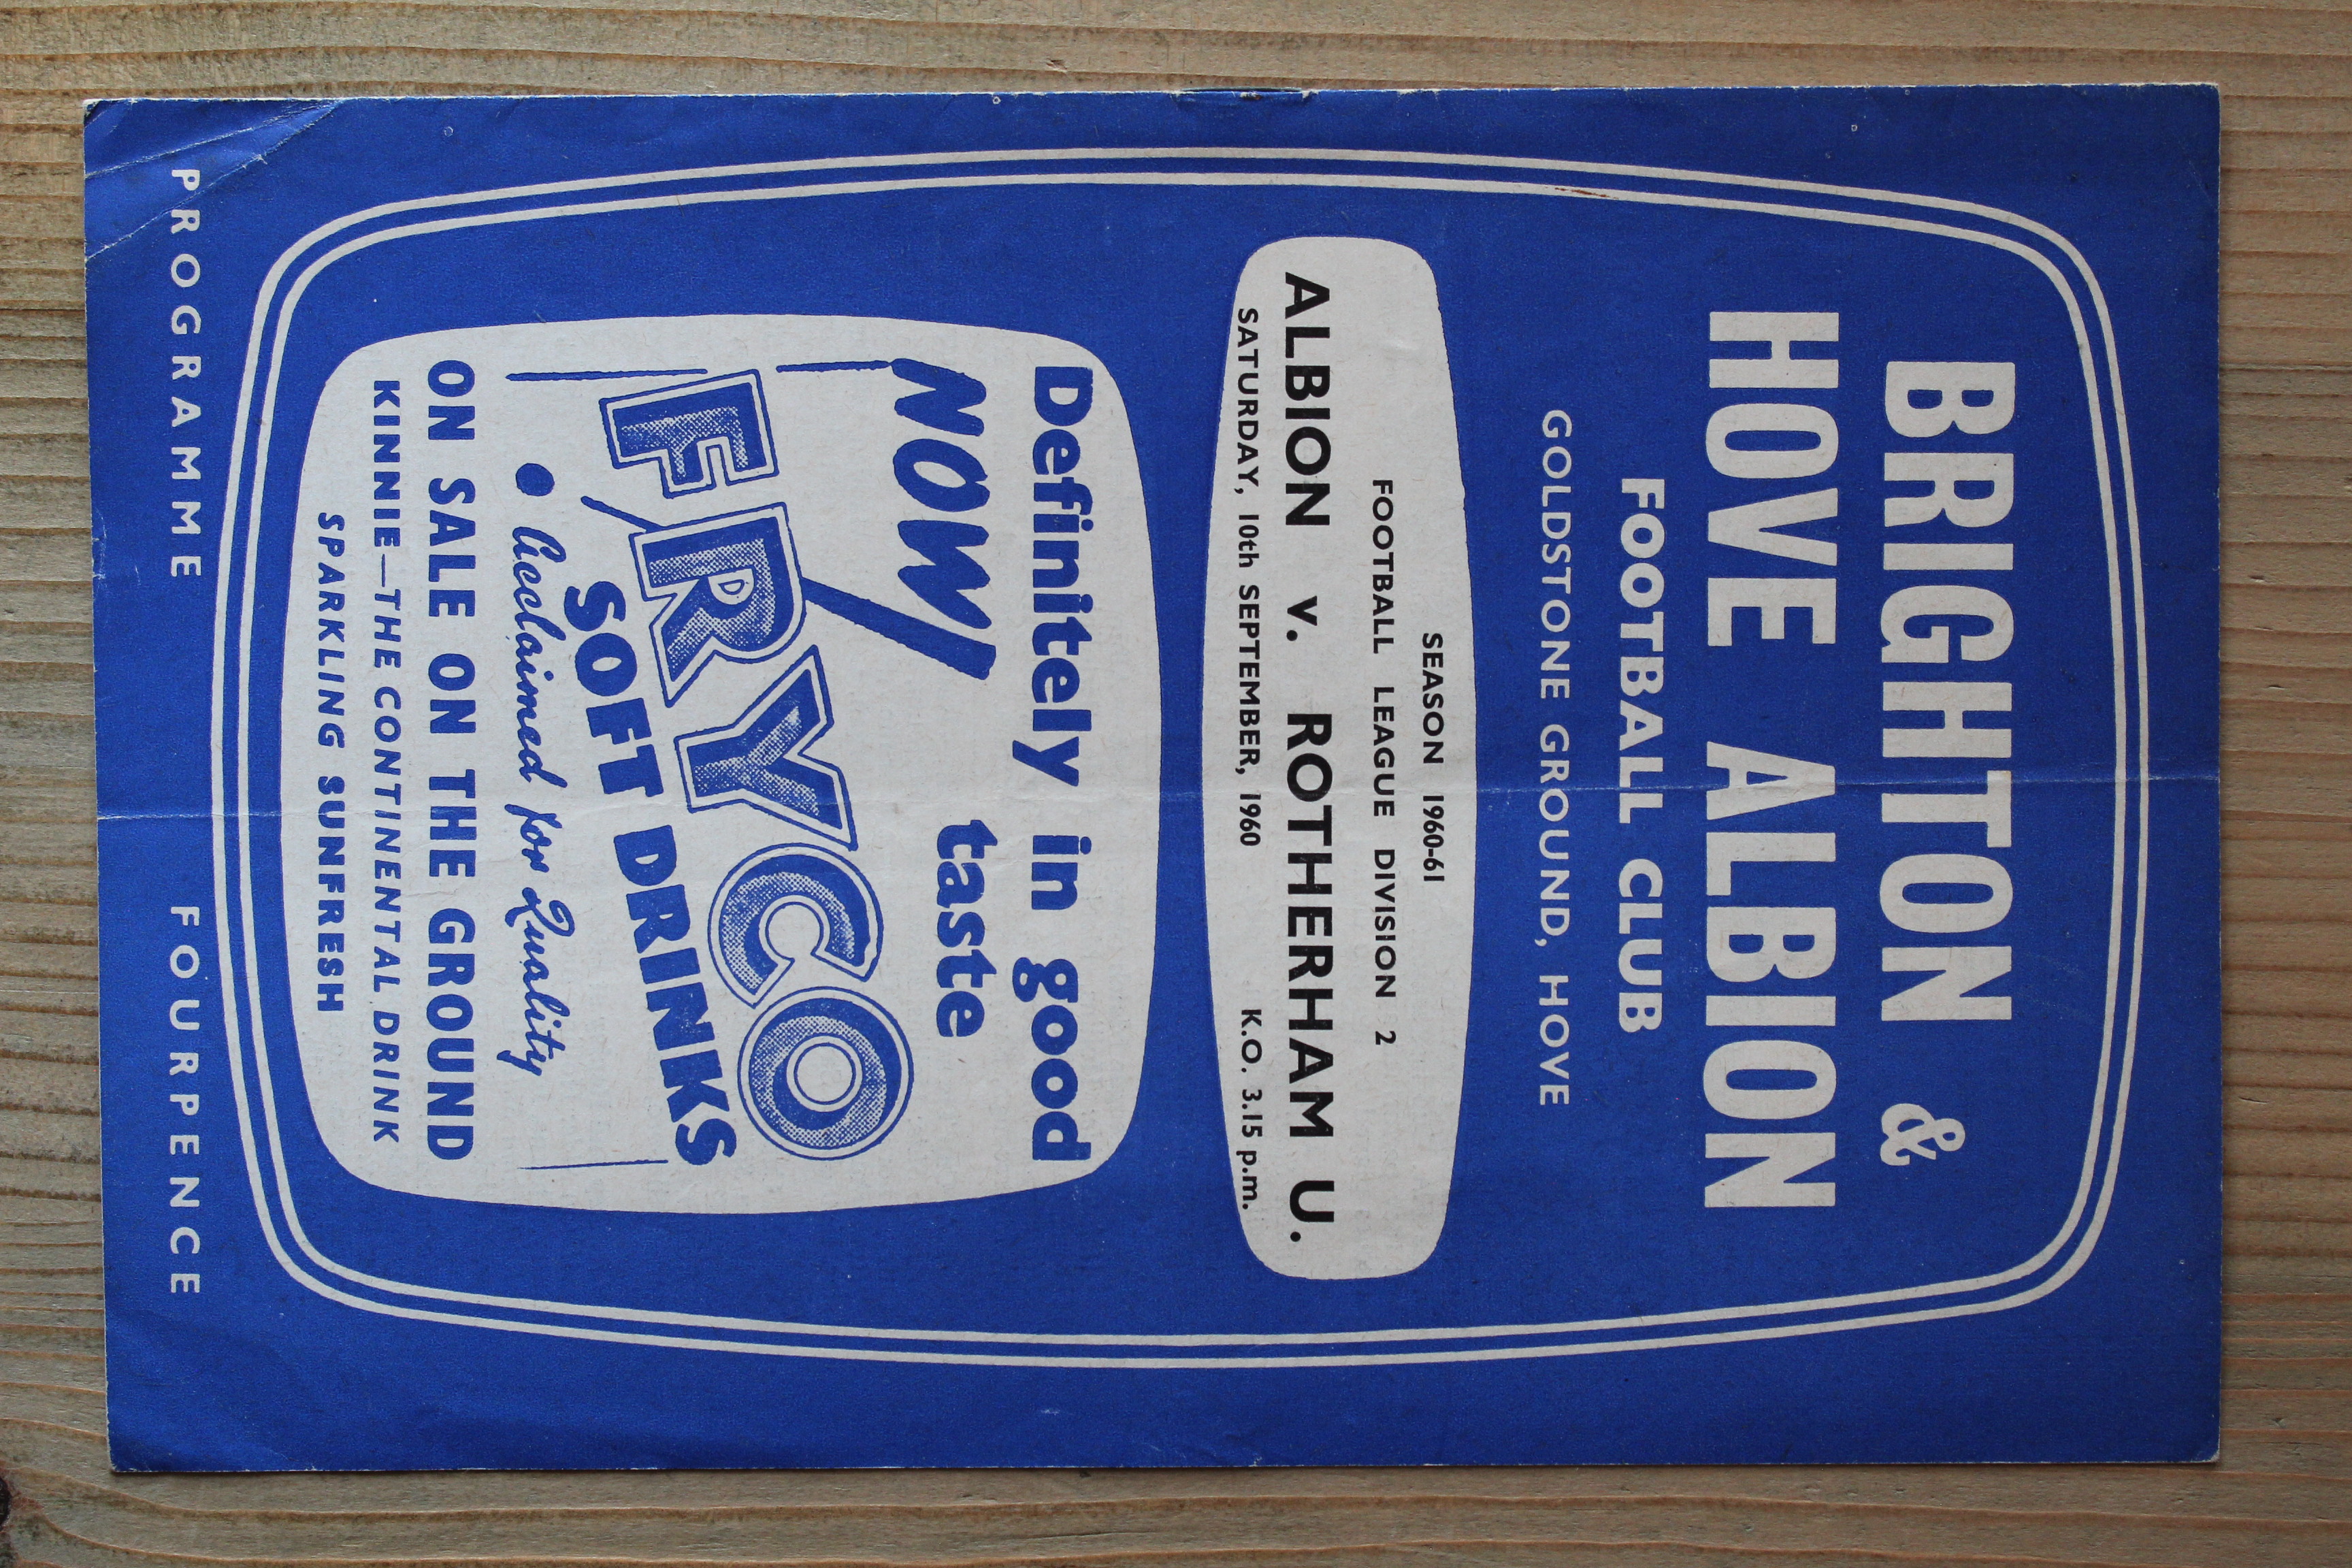 BRIGHTON &
HOVE ALBION
FOOTBALL CLUB
GOLDSTONE GROUND, HOVE
SEASON 1960-61
FOOTBALL LEAGUE DIVISION 2
ALBION v. ROTHERHAM U.
SATURDAY, 10th SEPTEMBER, 1960 K.O. 3.15 p.m.
Definitely in good
taste
NOW/
FRYCO
SOFT DRINKS
• Acclaimed for Quality
ON SALE ON THE GROUND
KINNIE—THE CONTINENTAL DRINK
SPARKLING SUNFRESH
PROGRAMME FOURPENCE